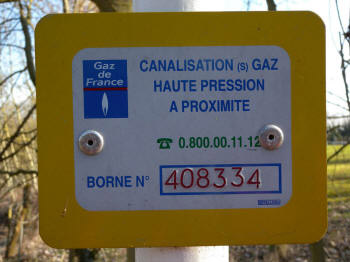 Gaz
de
France
CANALISATION (S) GAZ
HAUTE PRESSION
A PROXIMITE
☎ 0.800.00.11.12
BORNE N° 408334